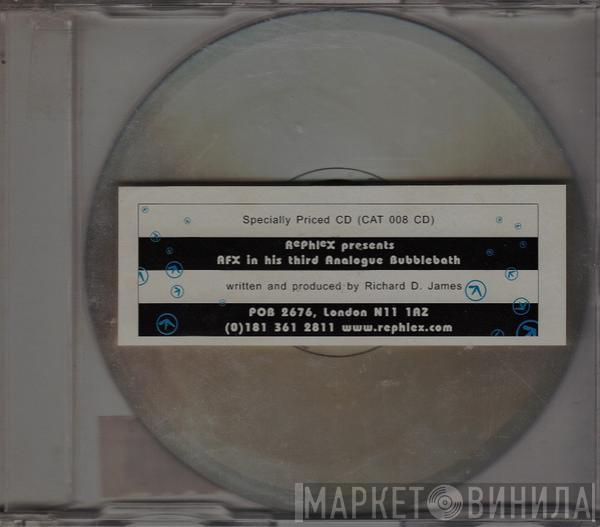 Specially Priced CD (CAT 008 CD)
RePhleX presents
AFX in his third Analogue Bubblebath
written and produced by Richard D. James
POB 2676, London N11 1AZ
(0)181 361 2811 www.rephlex.com
МАРКЕТ ВИНИЛА